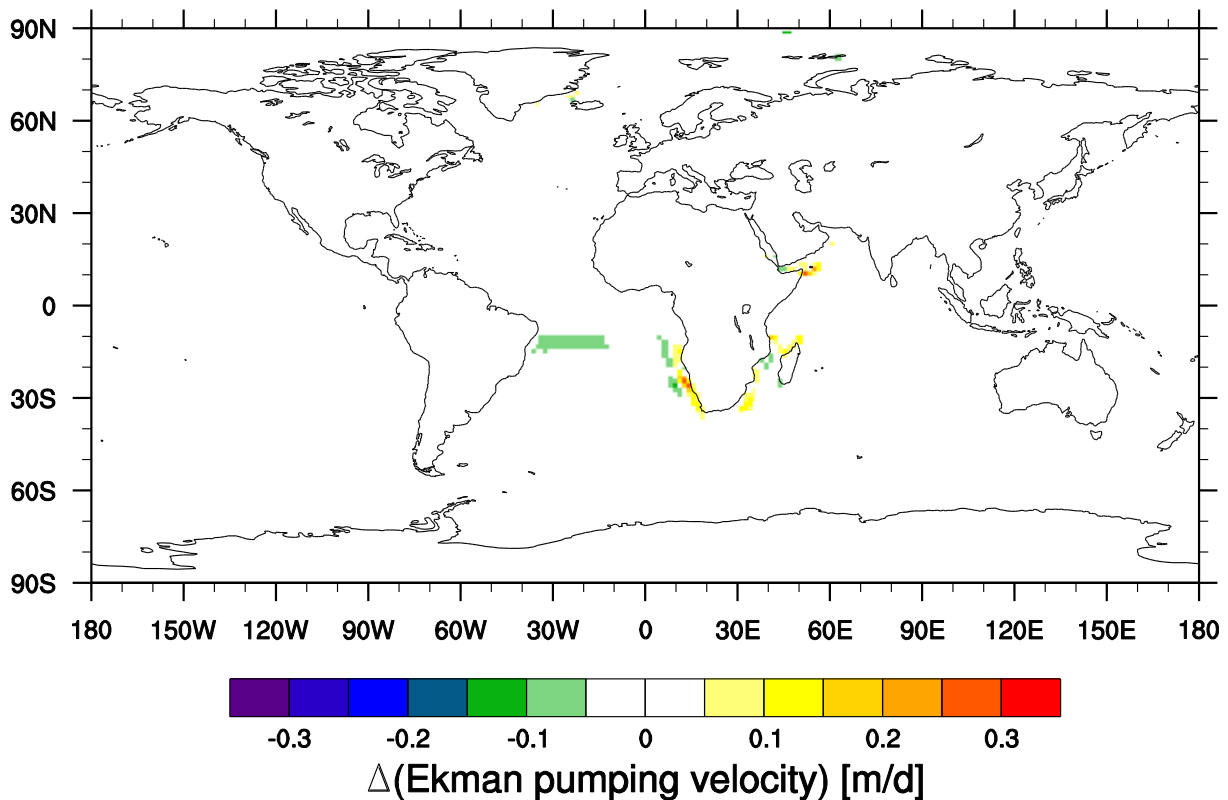 90N
60N
30N
0
30S
60S
90S
180 150W 120W 90W 60W 30W 0 30E 60E 90E 120E 150E 180
-0.3 -0.2 -0.1 0 0.1 0.2 0.3
Δ(Ekman pumping velocity) [m/d]